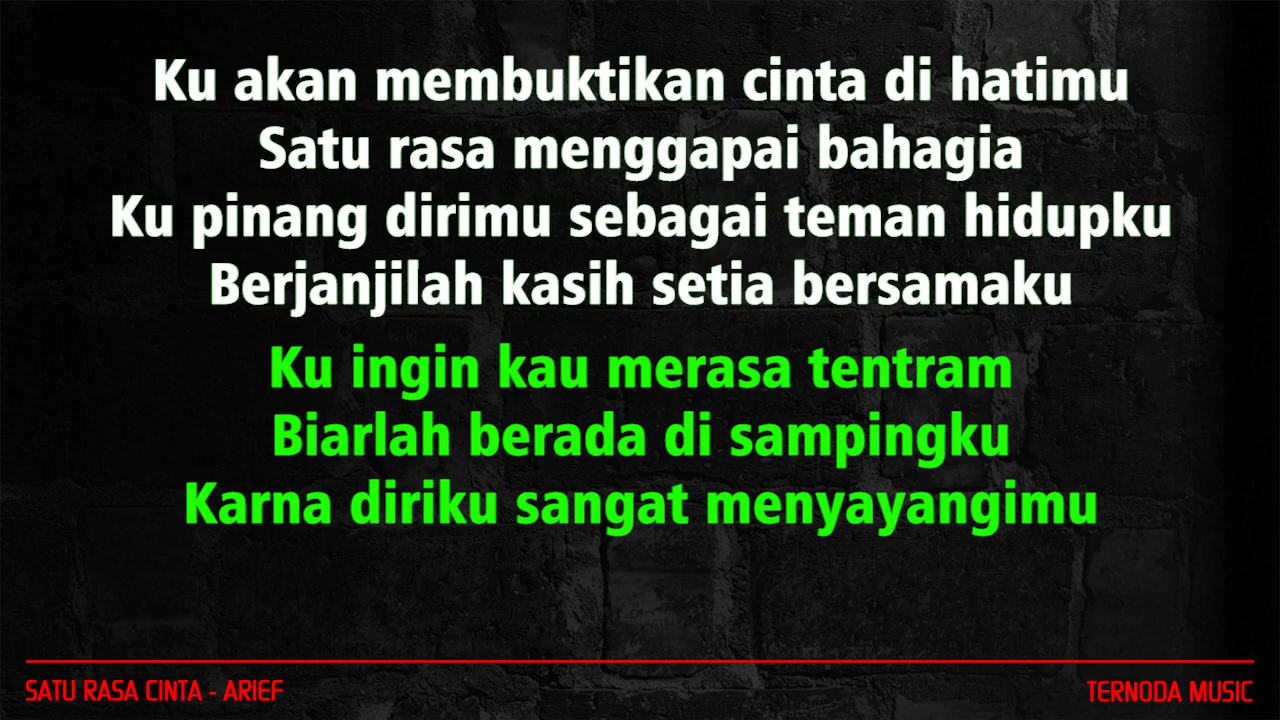 Ku akan membuktikan cinta di hatimu
Satu rasa menggapai bahagia
Ku pinang dirimu sebagai teman hidupku
Berjanjilah kasih setia bersamaku
Ku ingin kau merasa tentram
Biarlah berada di sampingku
Karna diriku sangat menyayangimu
SATU RASA CINTA - ARIEF
TERNODA MUSIC